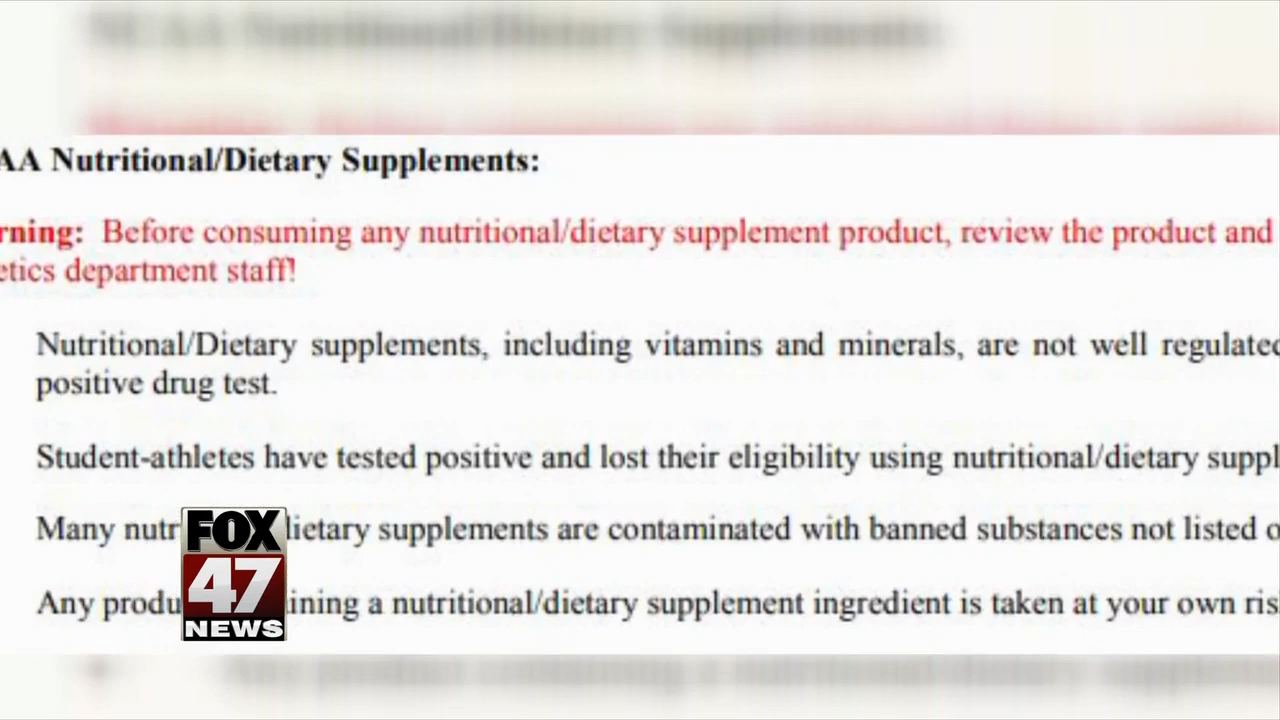 AA Nutritional/Dietary Supplements:
rning: Before consuming any nutritional/dietary supplement product, review the product and
etics department staff!
Nutritional/Dietary supplements, including vitamins and minerals, are not well regulated
positive drug test.
Student-athletes have tested positive and lost their eligibility using nutritional/dietary suppl
Many nutr dietary supplements are contaminated with banned substances not listed o
Any produ ining a nutritional/dietary supplement ingredient is taken at your own ris
FOX
47
NEWS